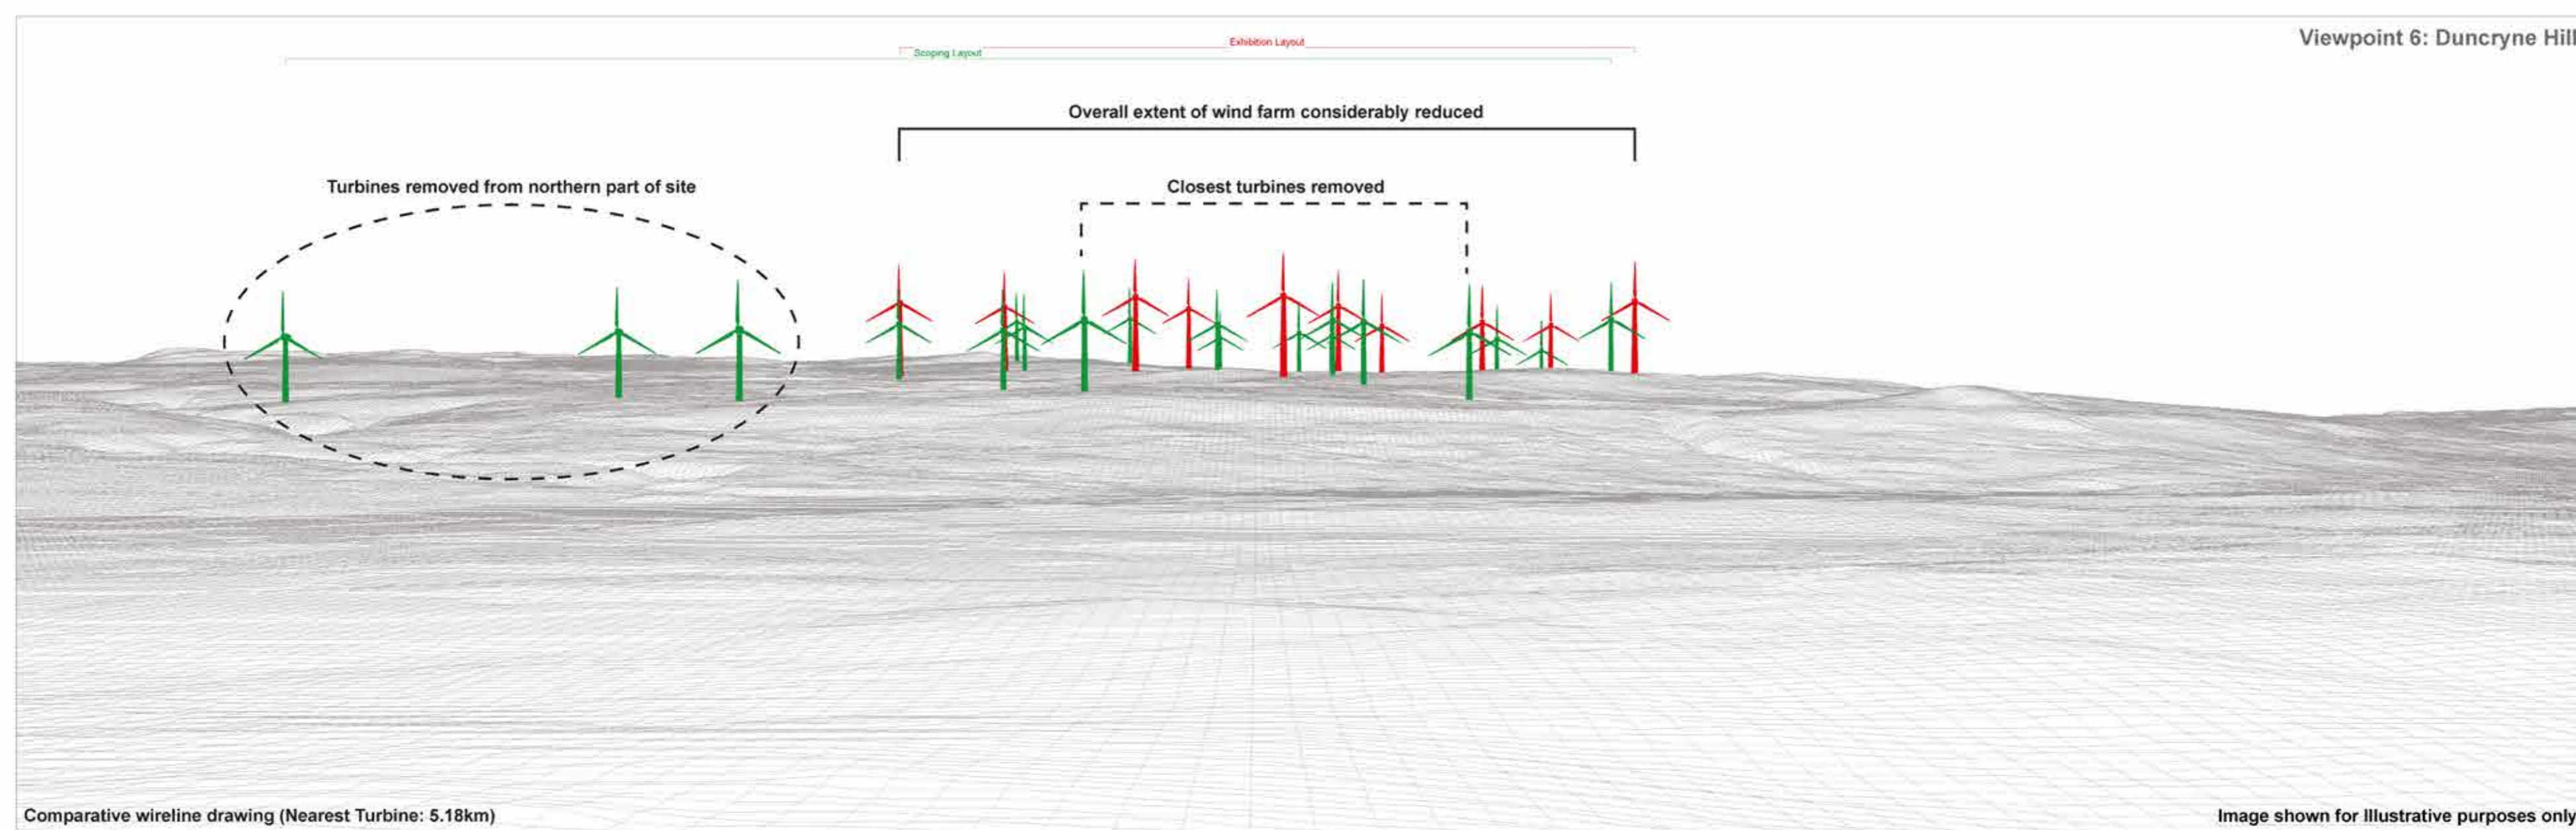 Exhibition Layout
Viewpoint 6: Duncryne Hill
Scoping Layout
Overall extent of wind farm considerably reduced
Turbines removed from northern part of site
Closest turbines removed
Comparative wireline drawing (Nearest Turbine: 5.18km)
Image shown for Illustrative purposes only